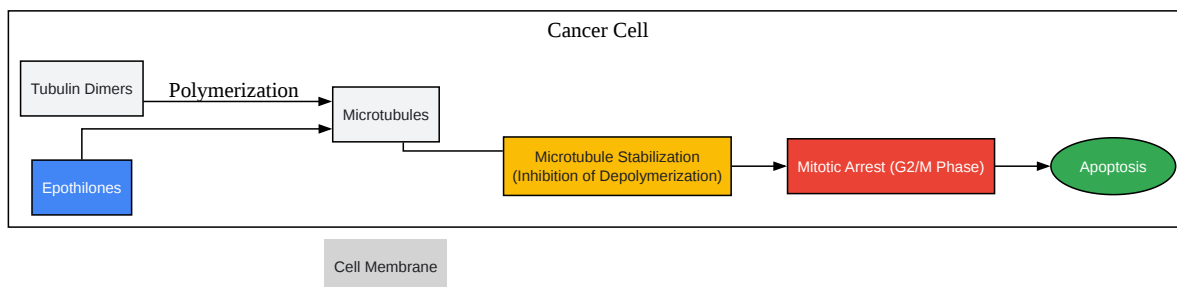 Cancer Cell
Tubulin Dimers
Polymerization
Microtubules
Epothilones
Microtubule Stabilization
(Inhibition of Depolymerization)
Mitotic Arrest (G2/M Phase)
Apoptosis
Cell Membrane